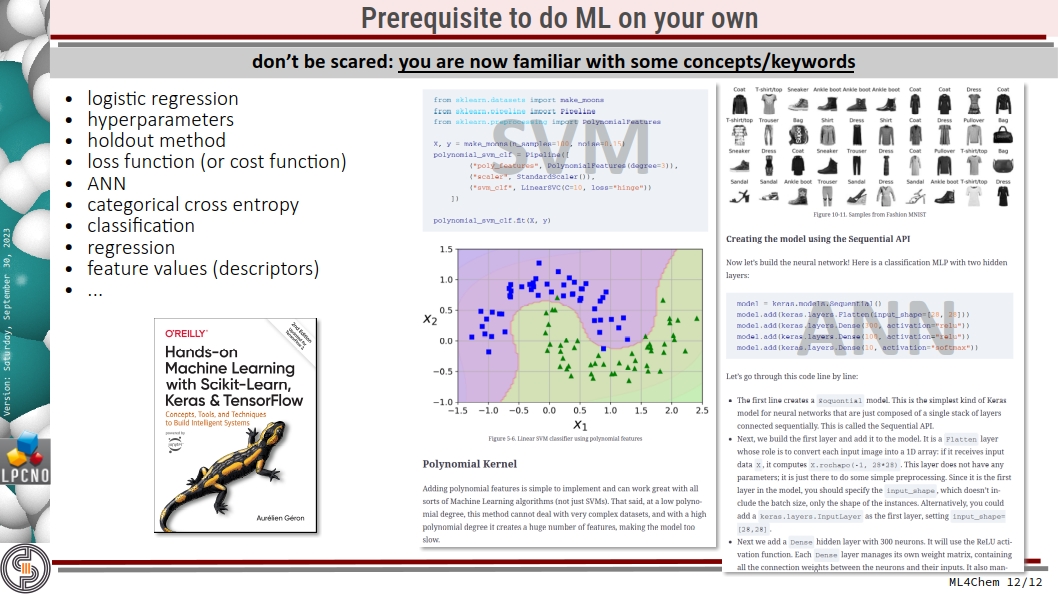 Prerequisite to do ML on your own
don't be scared: you are now familiar with some concepts/keywords
• logistic regression
• hyperparameters
• holdout method
• loss function (or cost function)
• ANN
• categorical cross entropy
• classification
• regression
• feature values (descriptors)
• ...
O'REILLY
2nd Edition
Hands-on
Machine Learning
with Scikit-Learn,
Keras & TensorFlow
Concepts, Tools, and Techniques
to Build Intelligent Systems
powered by
jupyter
Aurélien Géron
from sklearn.datasets import make_moons
from sklearn.pipeline import Pipeline
from sklearn.preprocessing import PolynomialFeatures
SVM
X, y = make_moons(n_samples=100, noise=0.15)
polynomial_svm_clf = Pipeline([
("poly_features", PolynomialFeatures(degree=3)),
("scaler", StandardScaler()),
("svm_clf", LinearSVC(C=10, loss="hinge"))
])
polynomial_svm_clf.fit(X, y)
1.5
1.0
0.5
0.0
−0.5
−1.0
x2
−1.5 −1.0 −0.5 0.0 0.5 1.0 1.5 2.0 2.5
x1
Figure 5-6. Linear SVM classifier using polynomial features
Polynomial Kernel
Adding polynomial features is simple to implement and can work great with all
sorts of Machine Learning algorithms (not just SVMs). That said, at a low polyno-
mial degree, this method cannot deal with very complex datasets, and with a high
polynomial degree it creates a huge number of features, making the model too
slow.
Coat T-shirt/top Sneaker Ankle boot Ankle boot Ankle boot Coat Coat Dress Coat
T-shirt/top Trouser Bag Shirt Dress Shirt Coat Dress Pullover Bag
Sneaker Dress Coat Sandal Trouser Dress Coat Coat T-shirt/top Pullover
Sandal Sandal Ankle boot Trouser Sandal Dress Sandal Ankle boot T-shirt/top Dress
Figure 10-11. Samples from Fashion MNIST
Creating the model using the Sequential API
Now let's build the neural network! Here is a classification MLP with two hidden
layers:
ANN
model = keras.models.Sequential()
model.add(keras.layers.Flatten(input_shape=[28, 28]))
model.add(keras.layers.Dense(300, activation="relu"))
model.add(keras.layers.Dense(100, activation="relu"))
model.add(keras.layers.Dense(10, activation="softmax"))
Let's go through this code line by line:
• The first line creates a Sequential model. This is the simplest kind of Keras
model for neural networks that are just composed of a single stack of layers
connected sequentially. This is called the Sequential API.
• Next, we build the first layer and add it to the model. It is a Flatten layer
whose role is to convert each input image into a 1D array: if it receives input
data X, it computes X.reshape(-1, 28*28). This layer does not have any
parameters; it is just there to do some simple preprocessing. Since it is the first
layer in the model, you should specify the input_shape, which doesn't in-
clude the batch size, only the shape of the instances. Alternatively, you could
add a keras.layers.InputLayer as the first layer, setting input_shape=
[28,28].
• Next we add a Dense hidden layer with 300 neurons. It will use the ReLU acti-
vation function. Each Dense layer manages its own weight matrix, containing
all the connection weights between the neurons and their inputs. It also man-
Version: Saturday, September 30, 2023
LPCNO
ML4Chem 12/12